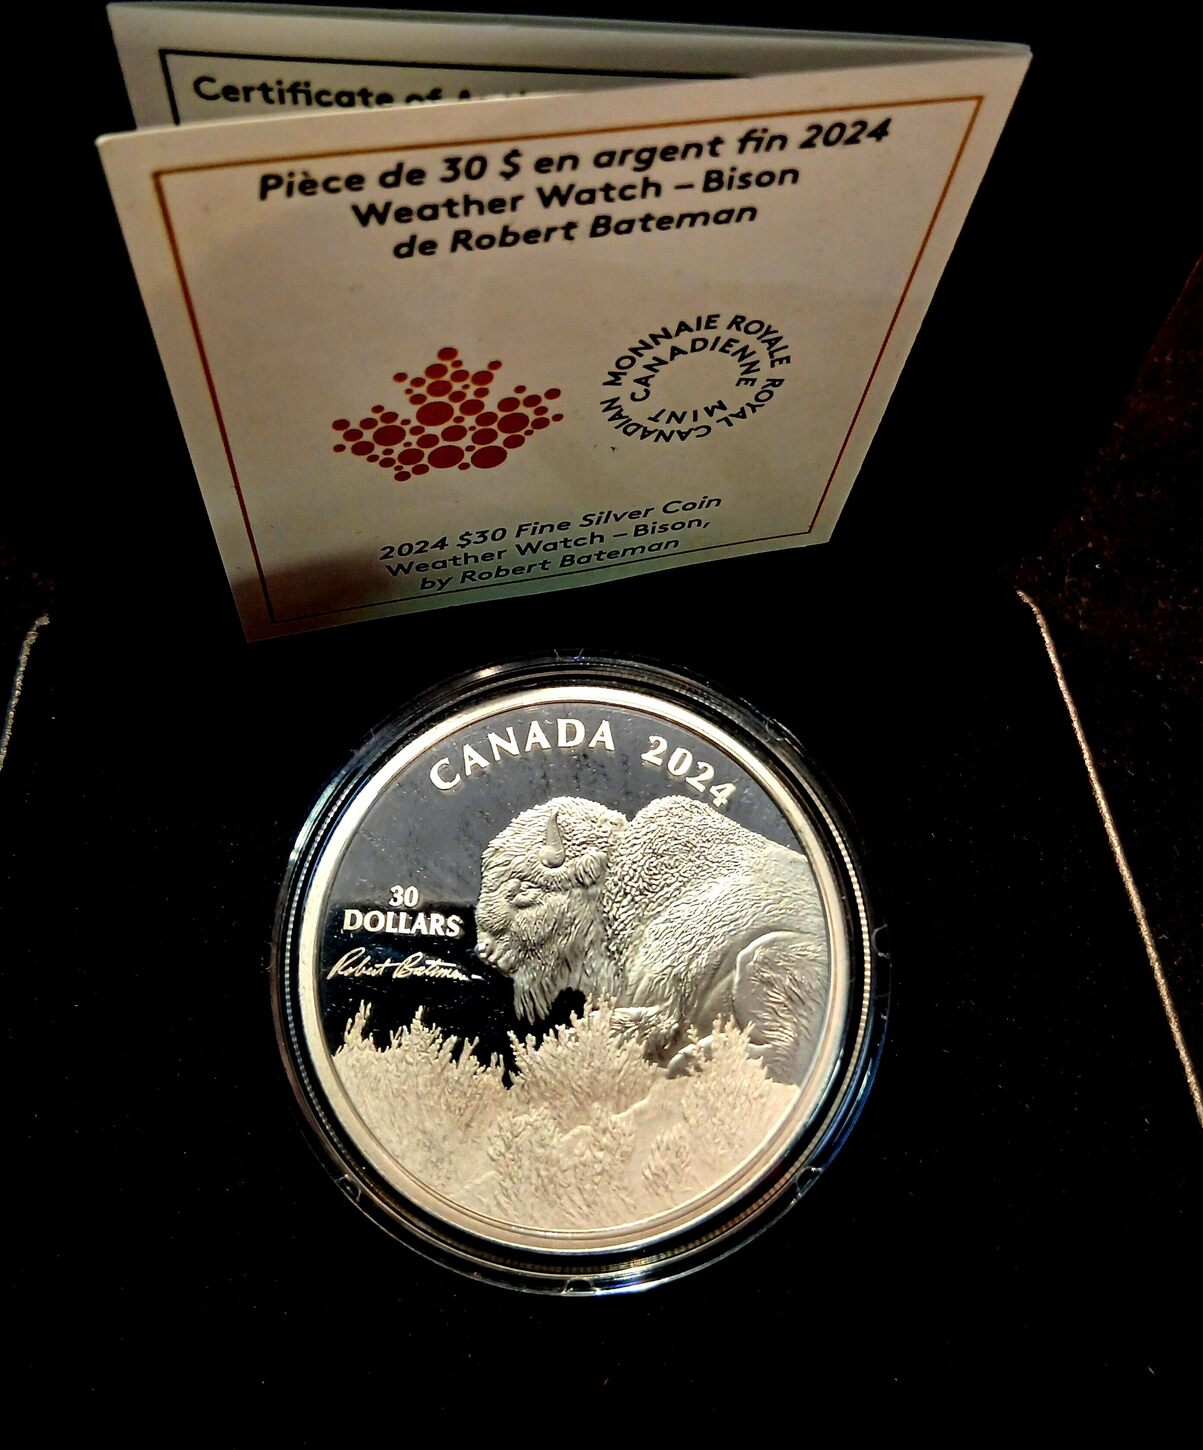 Certificate of
Pièce de 30 $ en argent fin 2024
Weather Watch – Bison
de Robert Bateman
MONNAIE ROYALE CANADIENNE
ROYAL CANADIAN MINT
2024 $30 Fine Silver Coin
Weather Watch – Bison,
by Robert Bateman
CANADA 2024
30
DOLLARS
Robert Bateman